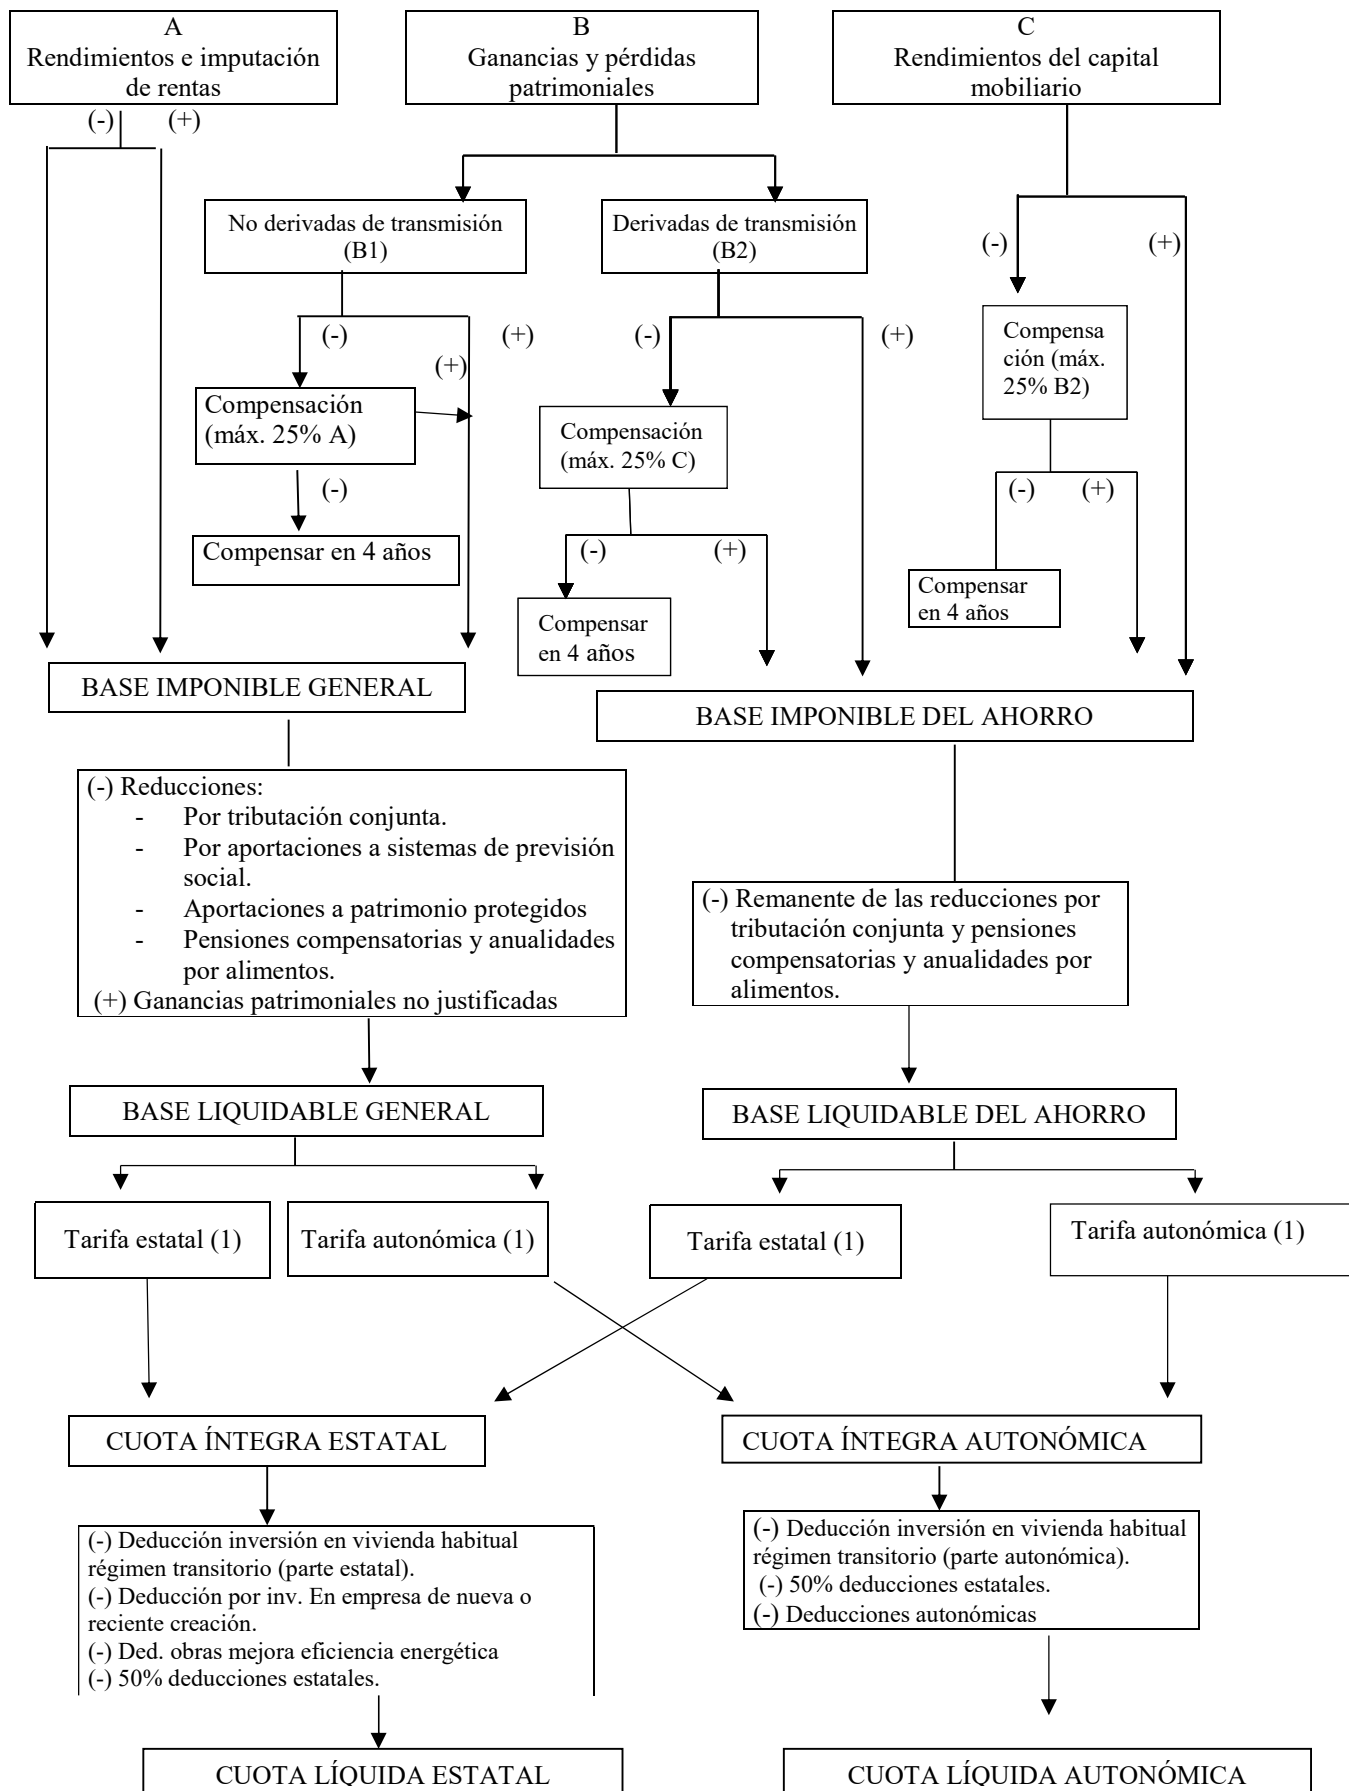 A
Rendimientos e imputación
de rentas
B
Ganancias y pérdidas
patrimoniales
C
Rendimientos del capital
mobiliario
(-)
(+)
No derivadas de transmisión
(B1)
Derivadas de transmisión
(B2)
(-)
(+)
(-)
(+)
(-)
(+)
(+)
Compensa
ción (máx.
25% B2)
Compensación
(máx. 25% A)
Compensación
(máx. 25% C)
(-)
(-)
(+)
(-)
(+)
Compensar en 4 años
Compensar
en 4 años
Compensar
en 4 años
BASE IMPONIBLE GENERAL
BASE IMPONIBLE DEL AHORRO
(-) Reducciones:
- Por tributación conjunta.
- Por aportaciones a sistemas de previsión
social.
- Aportaciones a patrimonio protegidos
- Pensiones compensatorias y anualidades
por alimentos.
(+) Ganancias patrimoniales no justificadas
(-) Remanente de las reducciones por
tributación conjunta y pensiones
compensatorias y anualidades por
alimentos.
BASE LIQUIDABLE GENERAL
BASE LIQUIDABLE DEL AHORRO
Tarifa estatal (1)
Tarifa autonómica (1)
Tarifa estatal (1)
Tarifa autonómica (1)
CUOTA ÍNTEGRA ESTATAL
CUOTA ÍNTEGRA AUTONÓMICA
(-) Deducción inversión en vivienda habitual
régimen transitorio (parte estatal).
(-) Deducción por inv. En empresa de nueva o
reciente creación.
(-) Ded. obras mejora eficiencia energética
(-) 50% deducciones estatales.
(-) Deducción inversión en vivienda habitual
régimen transitorio (parte autonómica).
(-) 50% deducciones estatales.
(-) Deducciones autonómicas
CUOTA LÍQUIDA ESTATAL
CUOTA LÍQUIDA AUTONÓMICA